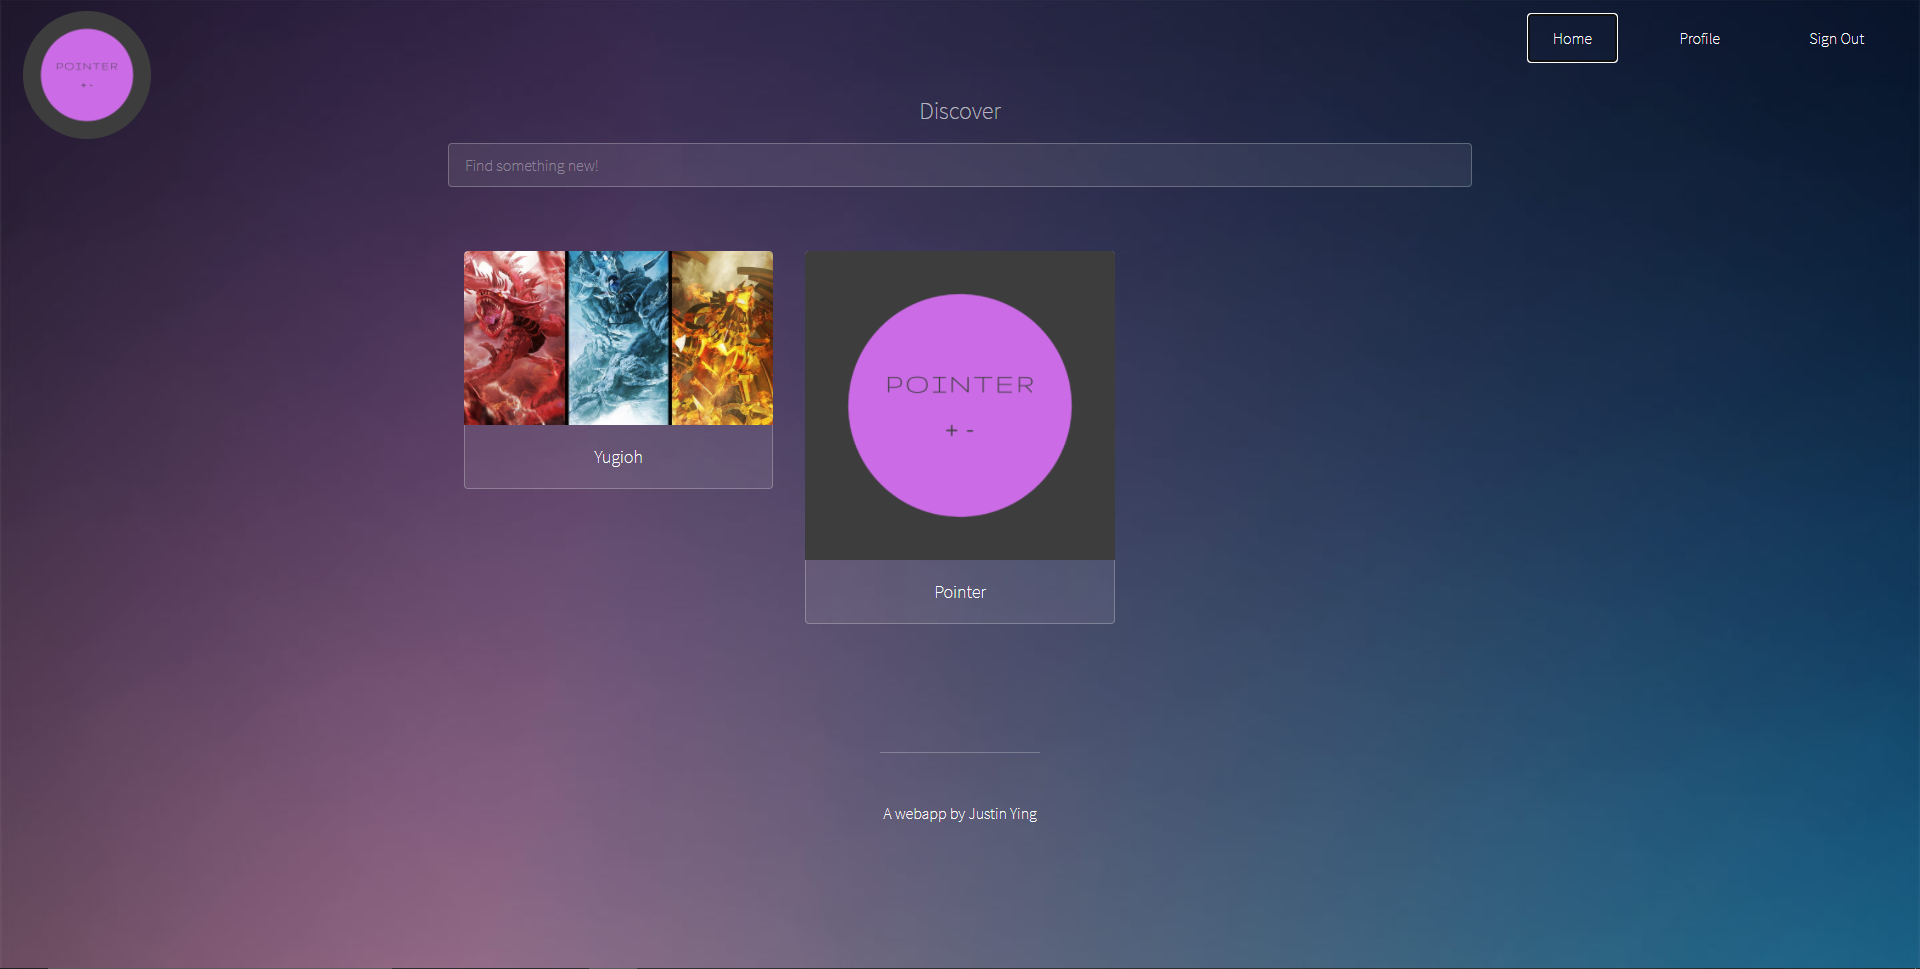 POINTER
+ -
Home
Profile
Sign Out
Discover
Find something new!
Yugioh
POINTER
+ -
Pointer
A webapp by Justin Ying